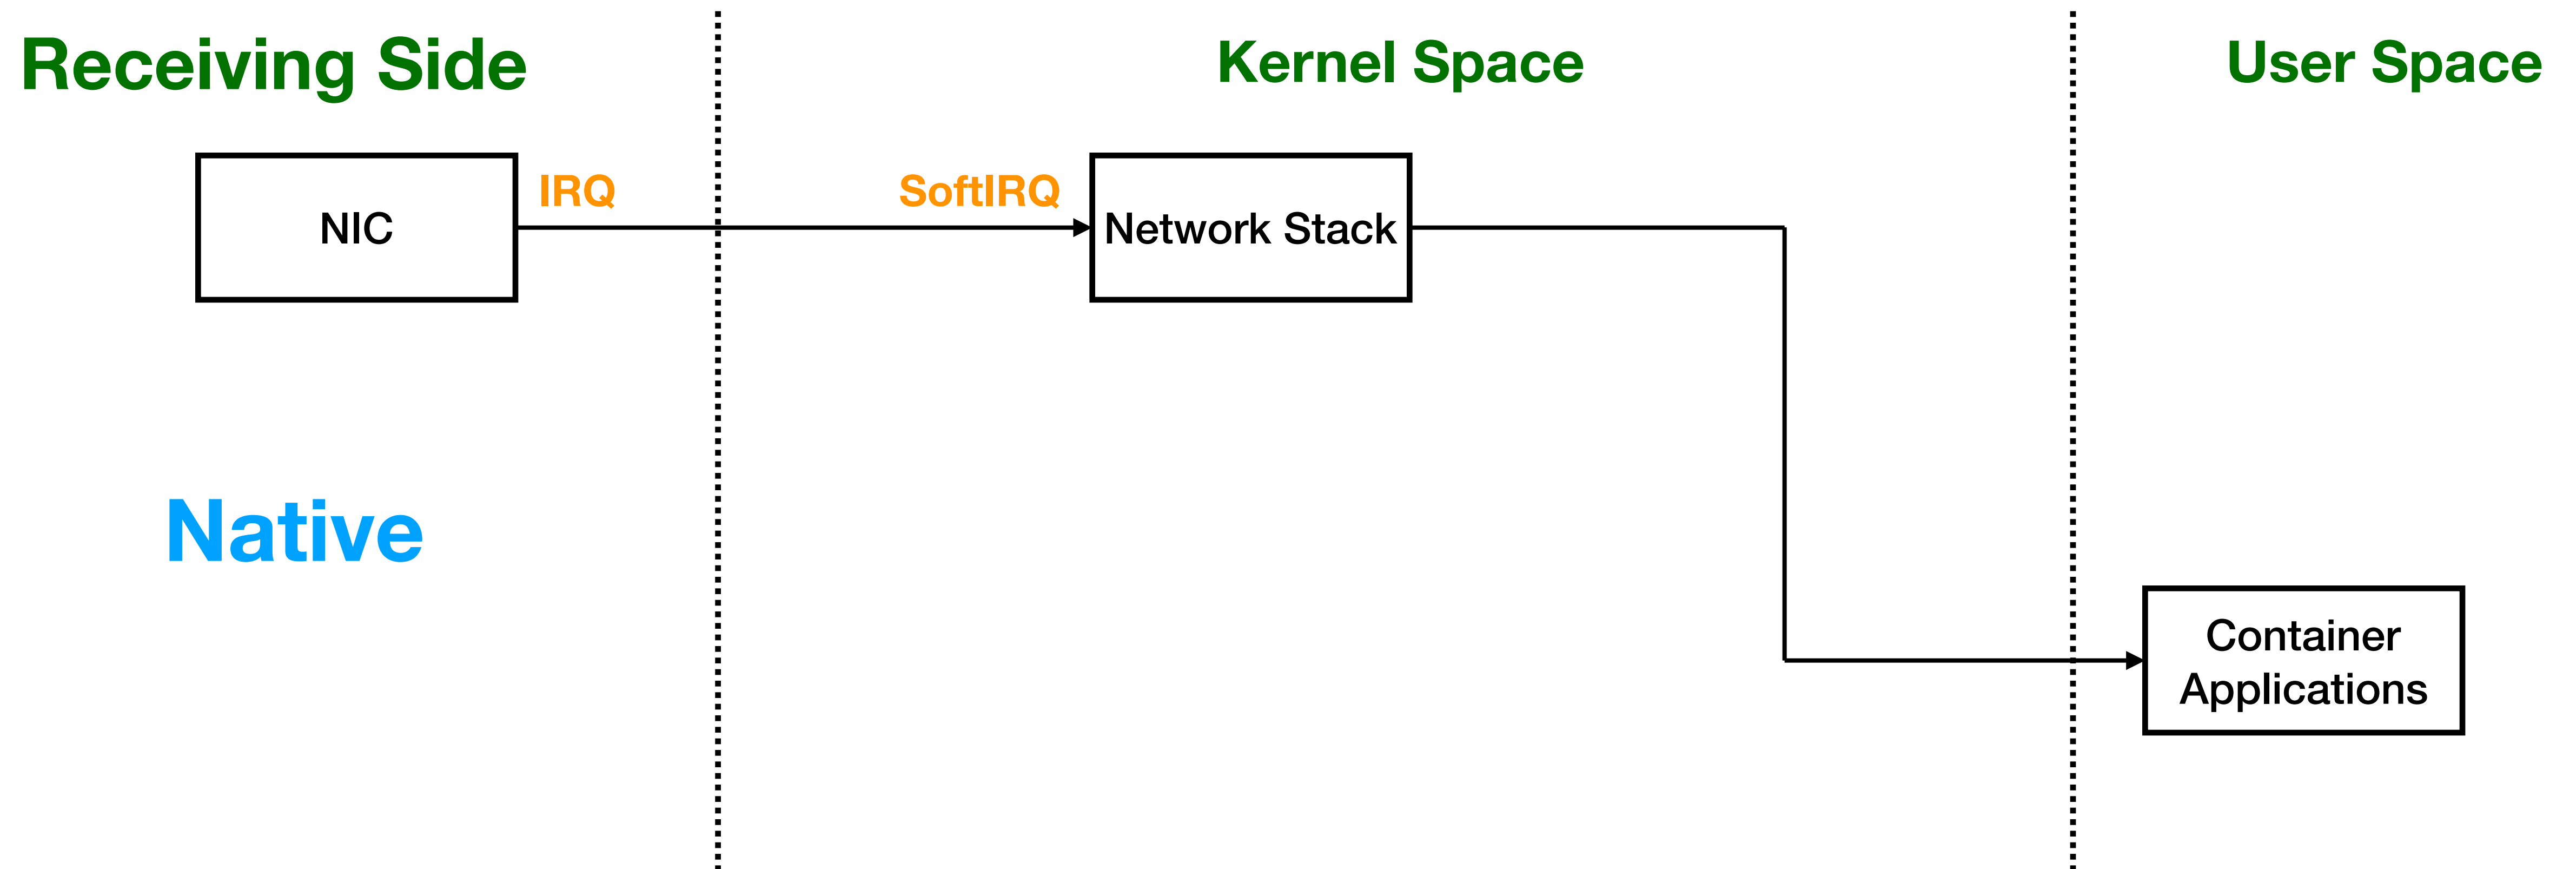 Receiving Side
Kernel Space
User Space
NIC
IRQ
SoftIRQ
Network Stack
Native
Container
Applications